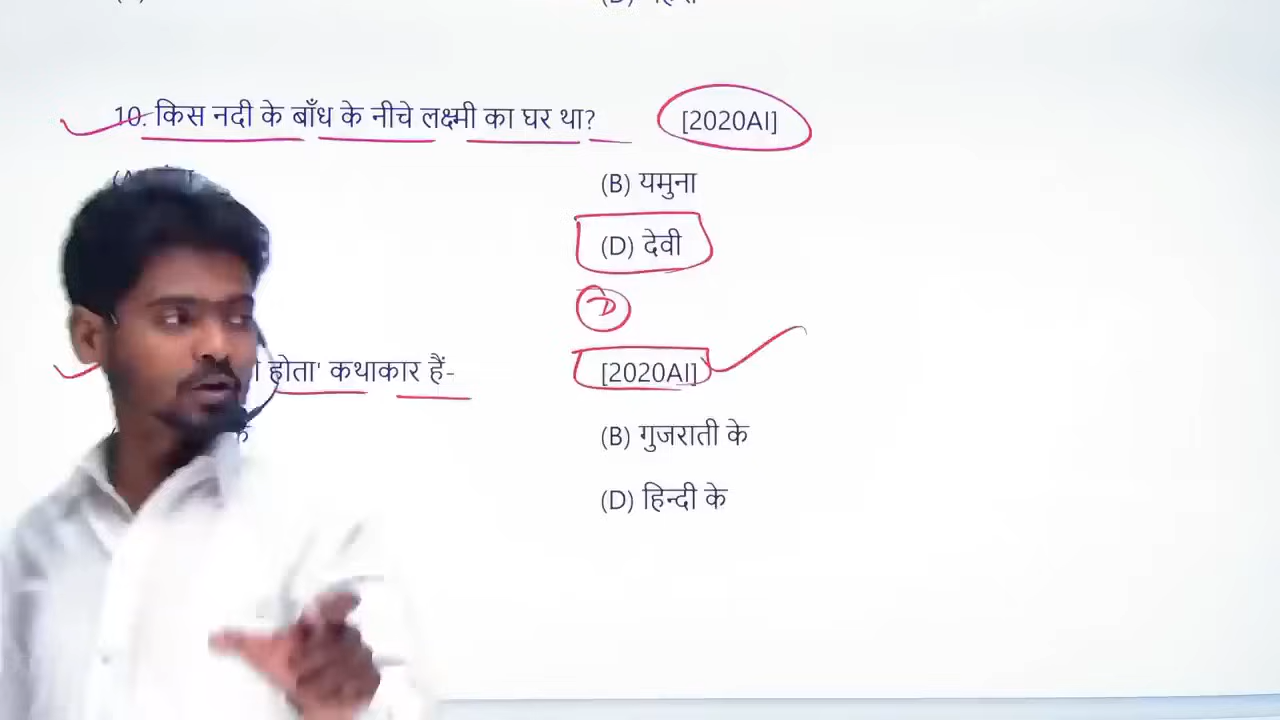 10. किस नदी के बाँध के नीचे लक्ष्मी का घर था? [2020AI]
(B) यमुना
(D) देवी
D
होता' कथाकार हैं- [2020AI]
(B) गुजराती के
(D) हिन्दी के